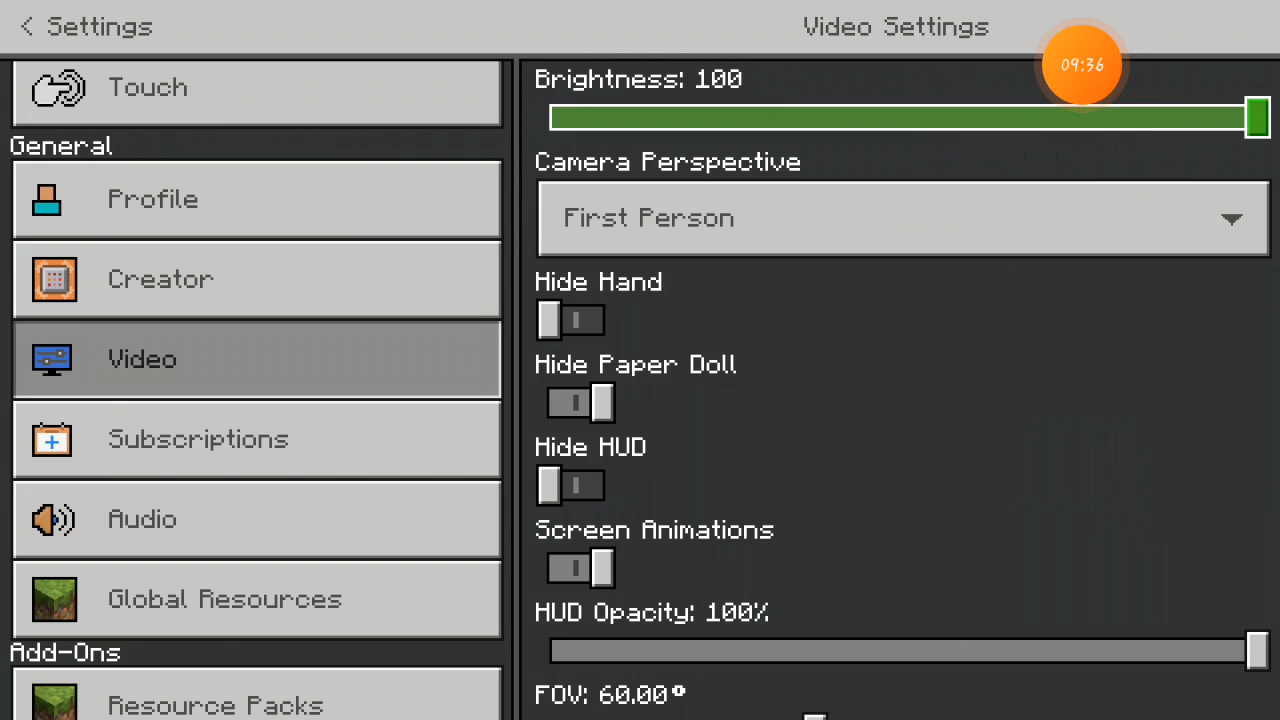 Settings
Video Settings
09:36
Touch
General
Profile
Creator
Video
Subscriptions
Audio
Global Resources
Add-Ons
Resource Packs
Brightness: 100
Camera Perspective
First Person
Hide Hand
Hide Paper Doll
Hide HUD
Screen Animations
HUD Opacity: 100%
FOV: 60.00°